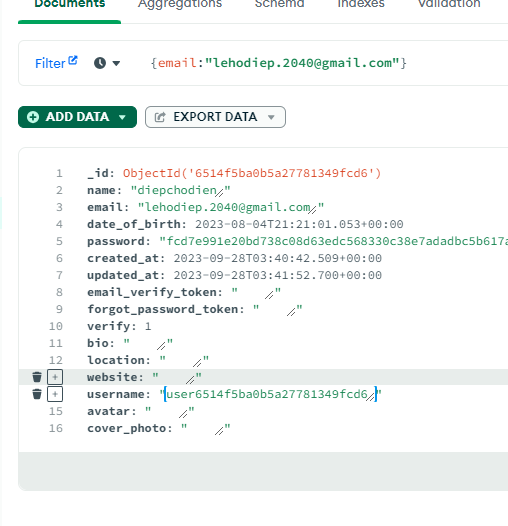 Documents Aggregations Schema Indexes Validation
Filter {email:"lehodiep.2040@gmail.com"}
ADD DATA EXPORT DATA
1 _id: ObjectId('6514f5ba0b5a27781349fcd6')
2 name: "diepchodien"
3 email: "lehodiep.2040@gmail.com"
4 date_of_birth: 2023-08-04T21:21:01.053+00:00
5 password: "fcd7e991e20bd738c08d63edc568330c38e7adadbc5b617a
6 created_at: 2023-09-28T03:40:42.509+00:00
7 updated_at: 2023-09-28T03:41:52.700+00:00
8 email_verify_token: " "
9 forgot_password_token: " "
10 verify: 1
11 bio: " "
12 location: " "
+ website: " "
+ username: "user6514f5ba0b5a27781349fcd6"
15 avatar: " "
16 cover_photo: " "